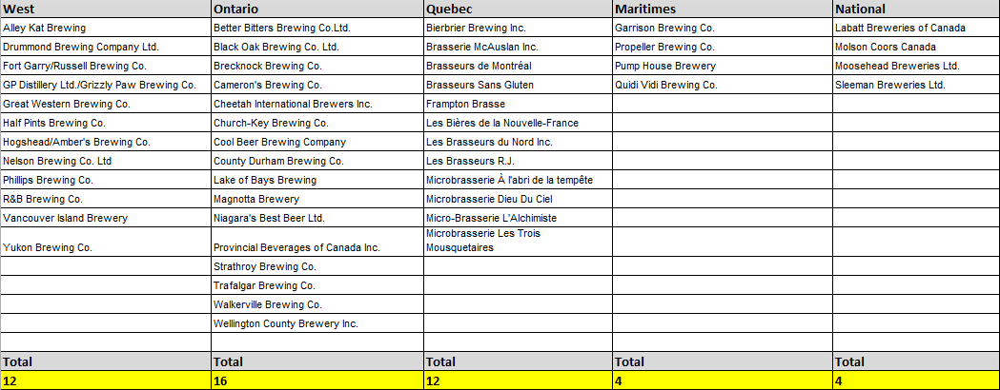 West Ontario Quebec Maritimes National
Alley Kat Brewing Better Bitters Brewing Co.Ltd. Bierbrier Brewing Inc. Garrison Brewing Co. Labatt Breweries of Canada
Drummond Brewing Company Ltd. Black Oak Brewing Co. Ltd. Brasserie McAuslan Inc. Propeller Brewing Co. Molson Coors Canada
Fort Garry/Russell Brewing Co. Brecknock Brewing Co. Brasseurs de Montréal Pump House Brewery Moosehead Breweries Ltd.
GP Distillery Ltd./Grizzly Paw Brewing Co. Cameron's Brewing Co. Brasseurs Sans Gluten Quidi Vidi Brewing Co. Sleeman Breweries Ltd.
Great Western Brewing Co. Cheetah International Brewers Inc. Frampton Brasse
Half Pints Brewing Co. Church-Key Brewing Co. Les Bières de la Nouvelle-France
Hogshead/Amber's Brewing Co. Cool Beer Brewing Company Les Brasseurs du Nord Inc.
Nelson Brewing Co. Ltd County Durham Brewing Co. Les Brasseurs R.J.
Phillips Brewing Co. Lake of Bays Brewing Microbrasserie À l'abri de la tempête
R&B Brewing Co. Magnotta Brewery Microbrasserie Dieu Du Ciel
Vancouver Island Brewery Niagara's Best Beer Ltd. Micro-Brasserie L'Alchimiste
Microbrasserie Les Trois
Yukon Brewing Co. Provincial Beverages of Canada Inc. Mousquetaires
Strathroy Brewing Co.
Trafalgar Brewing Co.
Walkerville Brewing Co.
Wellington County Brewery Inc.
Total Total Total Total Total
12 16 12 4 4